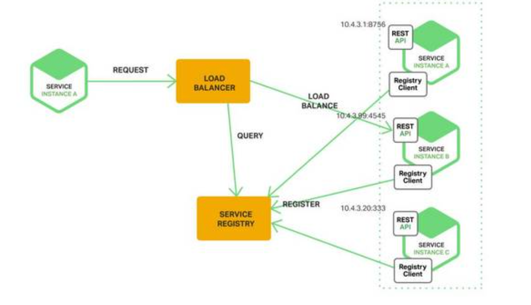 10.4.3.1:8756
REST
API
SERVICE
INSTANCE A
REQUEST
LOAD
BALANCER
SERVICE
INSTANCE A
Registry
Client
LOAD
BALANCE
10.4.3.99:4545
REST
API
QUERY
SERVICE
INSTANCE B
Registry
Client
SERVICE
REGISTRY
REGISTER
10.4.3.20:333
REST
API
SERVICE
INSTANCE C
Registry
Client